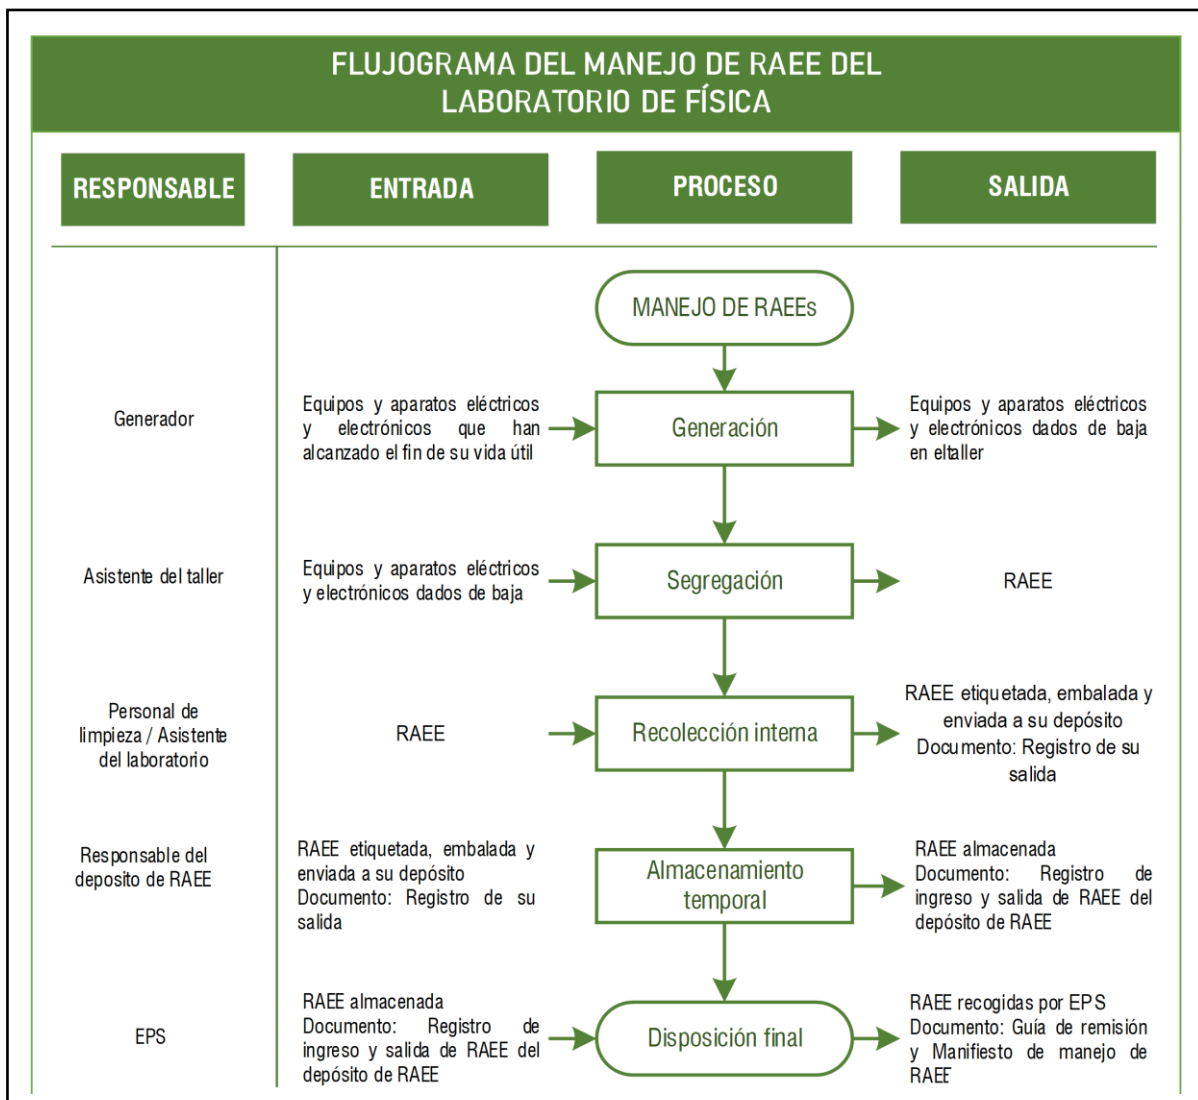 FLUJOGRAMA DEL MANEJO DE RAEE DEL
LABORATORIO DE FÍSICA
RESPONSABLE
ENTRADA
PROCESO
SALIDA
MANEJO DE RAEEs
Generador
Equipos y aparatos eléctricos
y electrónicos que han
alcanzado el fin de su vida útil
Generación
Equipos y aparatos eléctricos
y electrónicos dados de baja
en eltaller
Asistente del taller
Equipos y aparatos eléctricos
y electrónicos dados de baja
Segregación
RAEE
Personal de
limpieza / Asistente
del laboratorio
RAEE
Recolección interna
RAEE etiquetada, embalada y
enviada a su depósito
Documento: Registro de su
salida
Responsable del
deposito de RAEE
RAEE etiquetada, embalada y
enviada a su depósito
Documento: Registro de su
salida
Almacenamiento
temporal
RAEE almacenada
Documento: Registro de
ingreso y salida de RAEE del
depósito de RAEE
EPS
RAEE almacenada
Documento: Registro de
ingreso y salida de RAEE del
depósito de RAEE
Disposición final
RAEE recogidas por EPS
Documento: Guía de remisión
y Manifiesto de manejo de
RAEE